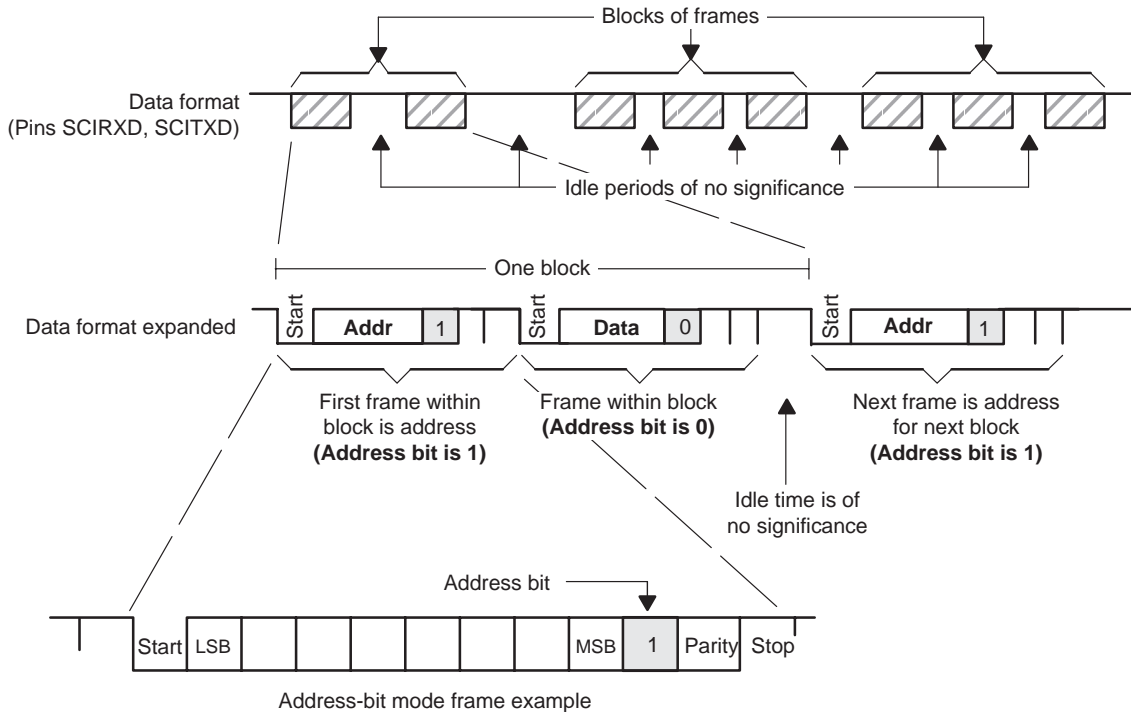 Blocks of frames
Data format
(Pins SCIRXD, SCITXD)
Idle periods of no significance
One block
Data format expanded
Start
Addr
1
Start
Data
0
Start
Addr
1
First frame within
block is address
(Address bit is 1)
Frame within block
(Address bit is 0)
Next frame is address
for next block
(Address bit is 1)
Idle time is of
no significance
Address bit
Start
LSB
MSB
1
Parity
Stop
Address-bit mode frame example